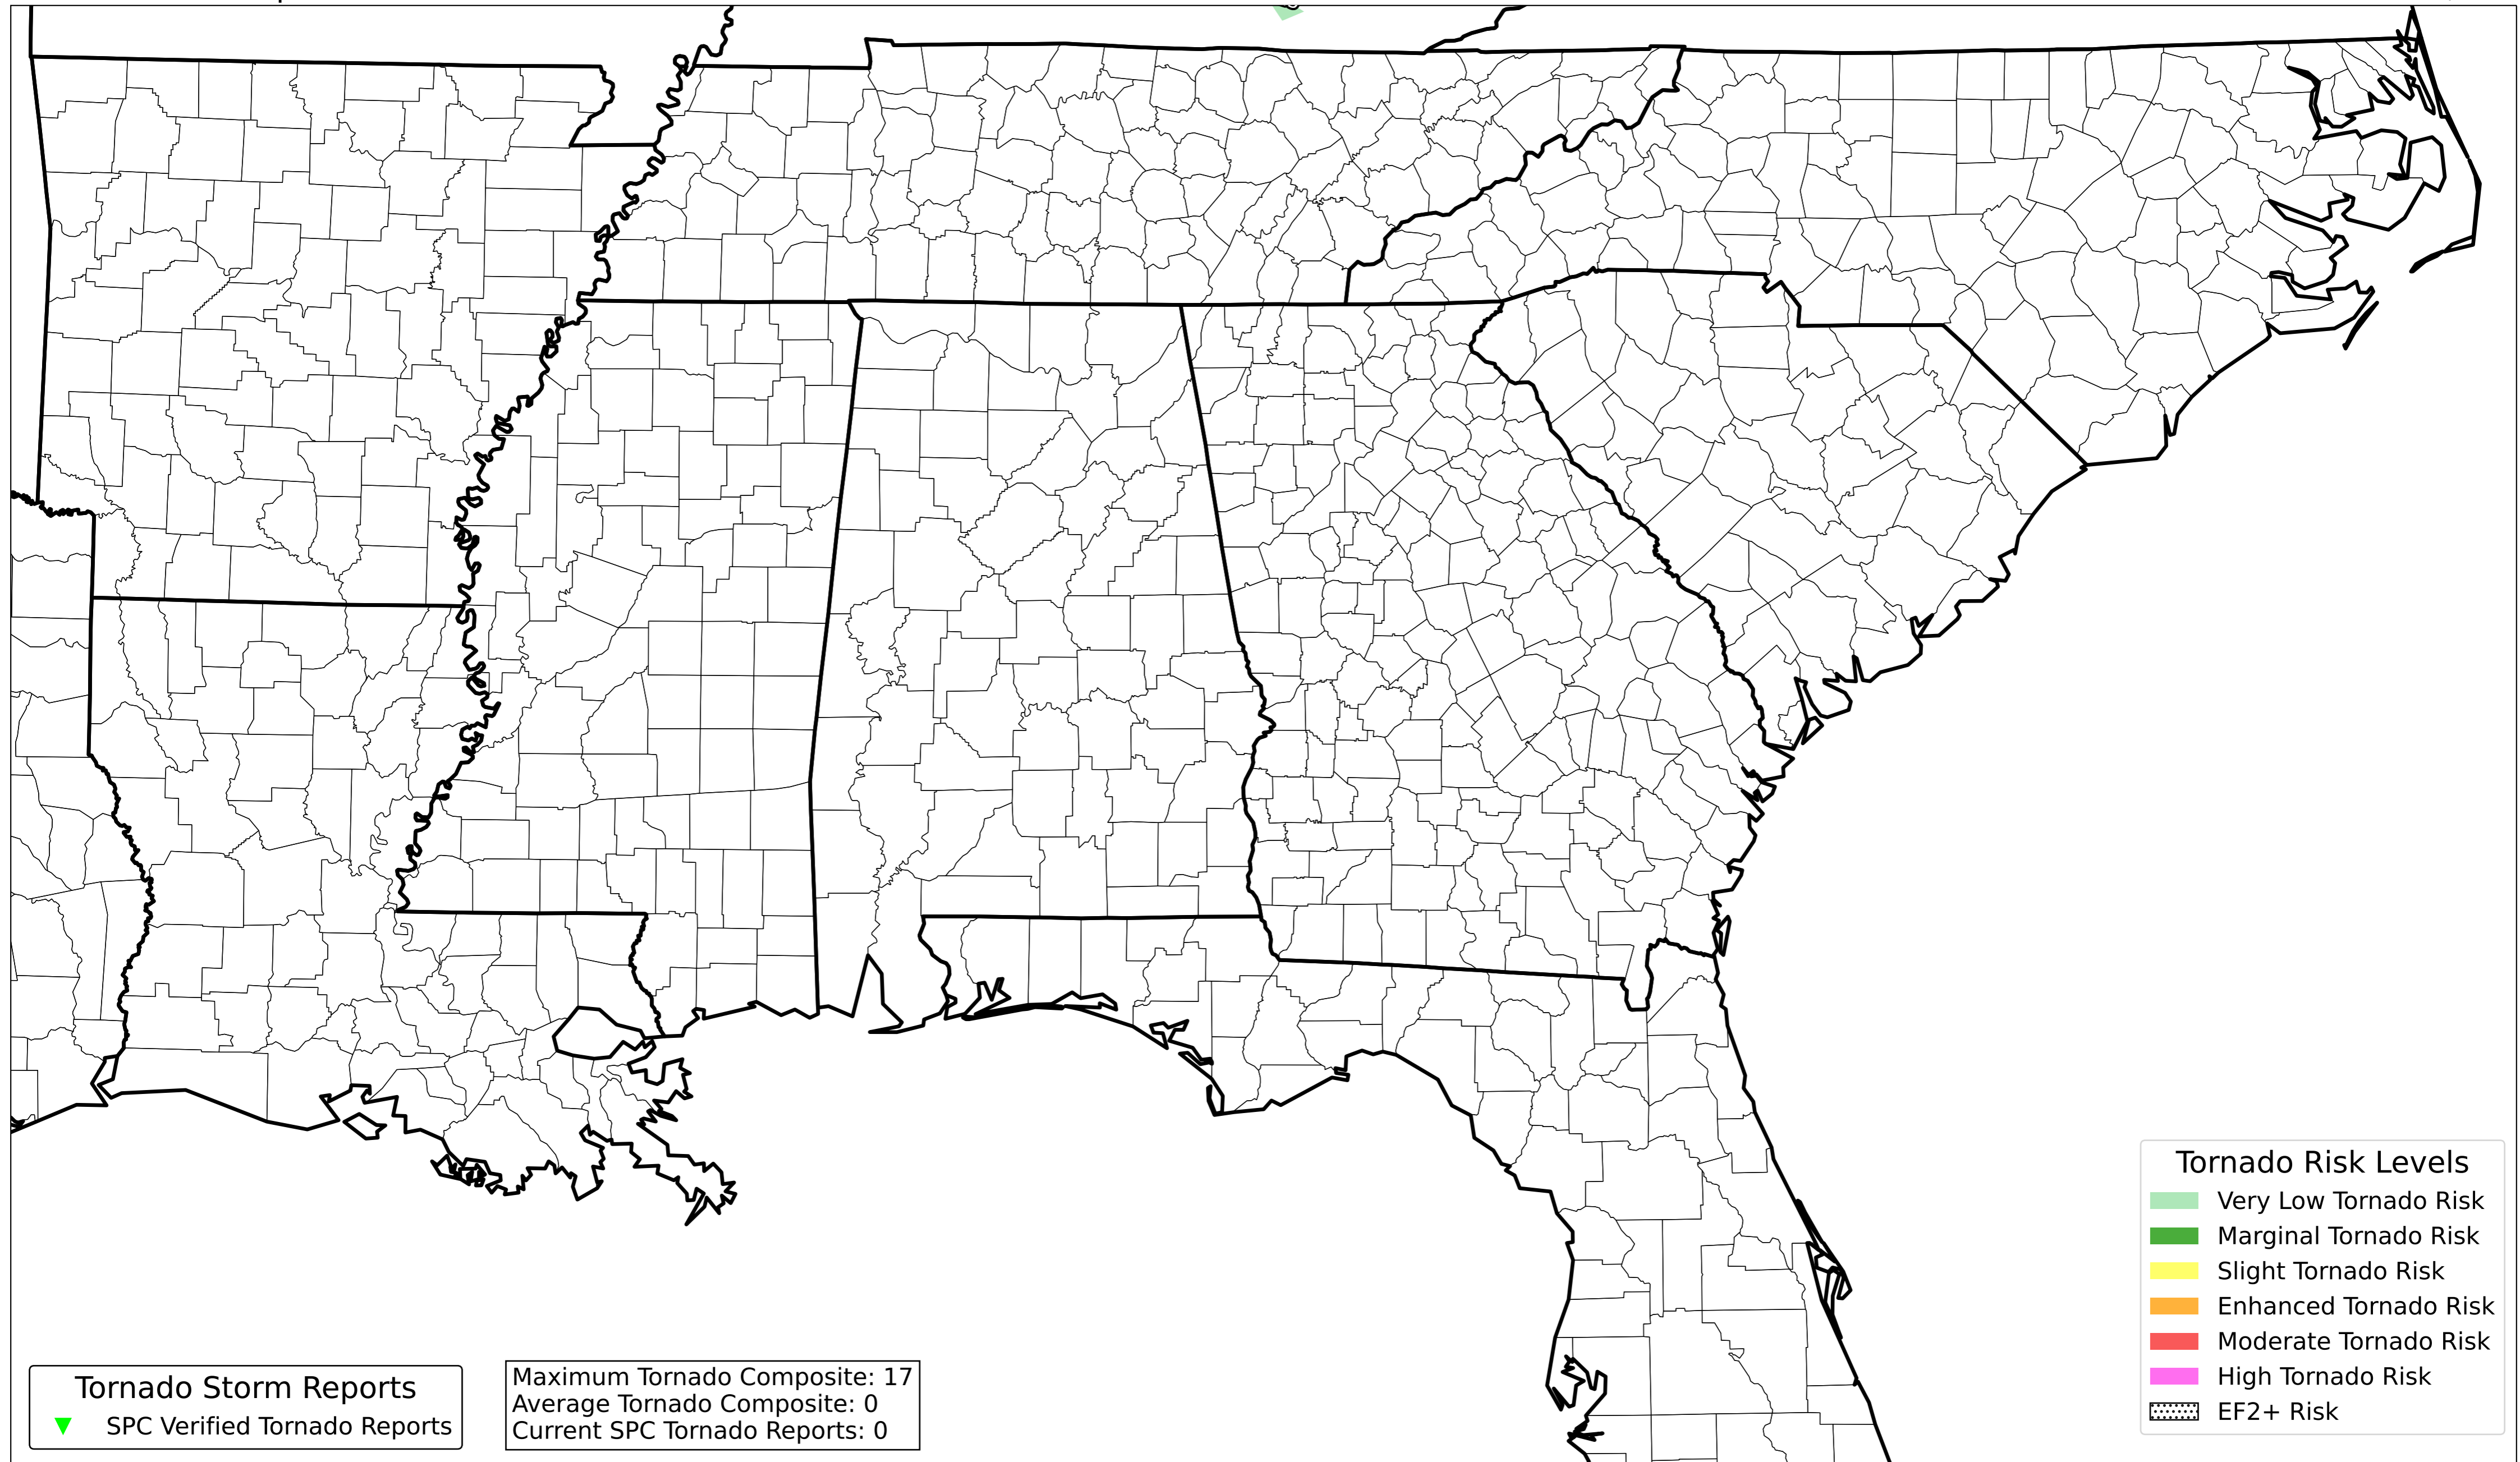 Tornado Risk Levels
Very Low Tornado Risk
Marginal Tornado Risk
Slight Tornado Risk
Enhanced Tornado Risk
Moderate Tornado Risk
High Tornado Risk
EF2+ Risk
Tornado Storm Reports
SPC Verified Tornado Reports
Maximum Tornado Composite: 17
Average Tornado Composite: 0
Current SPC Tornado Reports: 0